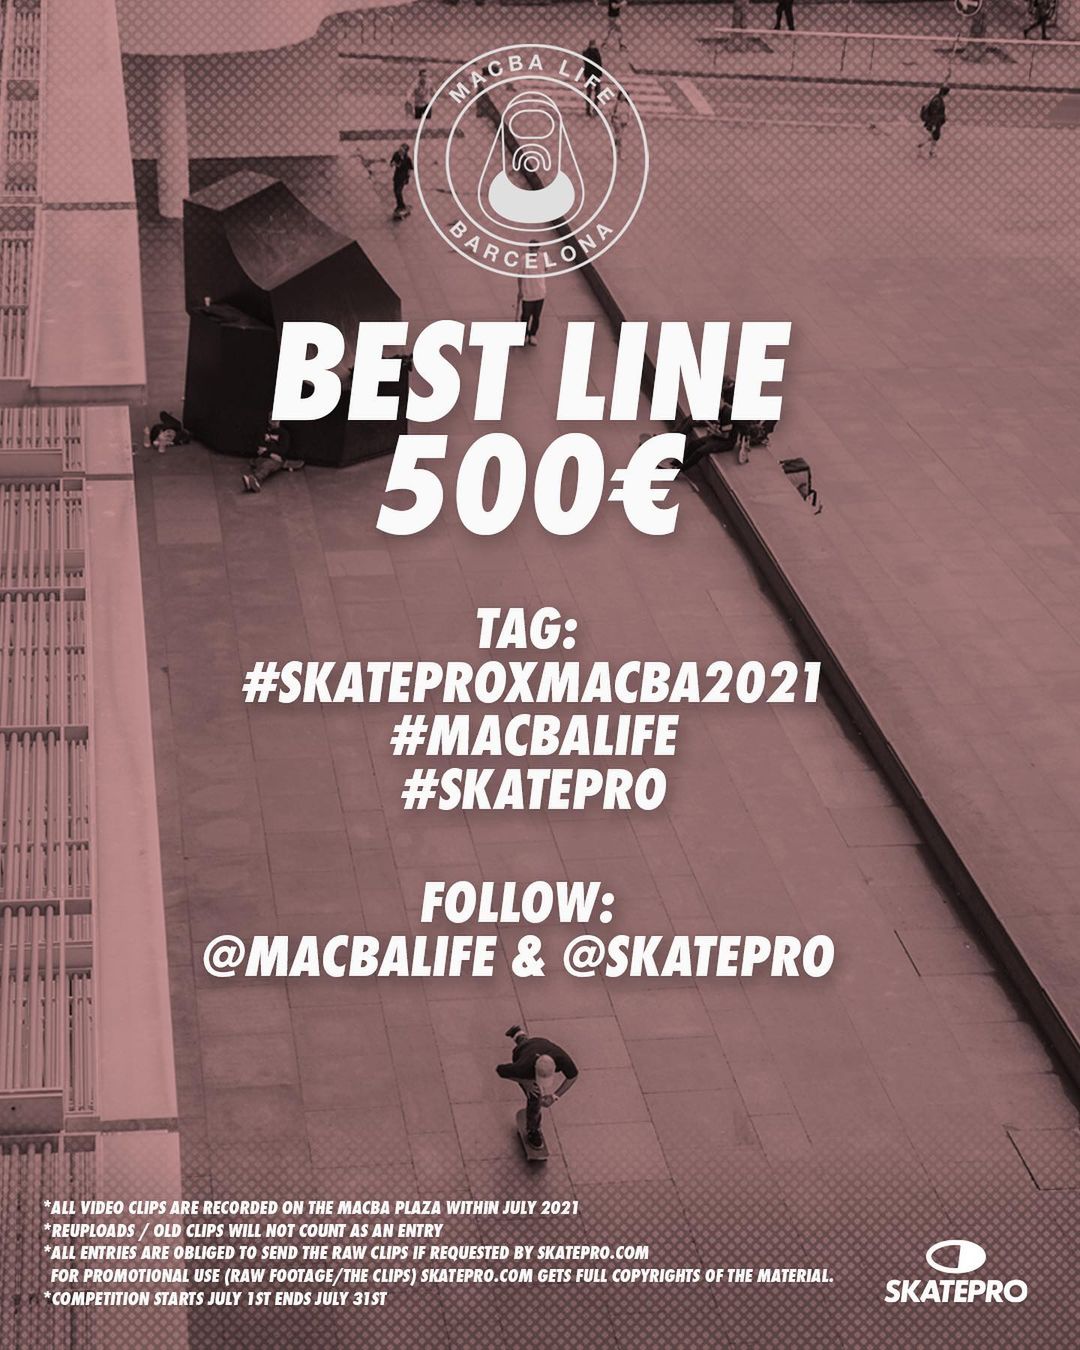 MACBA LIFE
BARCELONA
BEST LINE
500€
TAG:
#SKATEPROXMACBA2021
#MACBALIFE
#SKATEPRO
FOLLOW:
@MACBALIFE & @SKATEPRO
*ALL VIDEO CLIPS ARE RECORDED ON THE MACBA PLAZA WITHIN JULY 2021
*REUPLOADS / OLD CLIPS WILL NOT COUNT AS AN ENTRY
*ALL ENTRIES ARE OBLIGED TO SEND THE RAW CLIPS IF REQUESTED BY SKATEPRO.COM
FOR PROMOTIONAL USE (RAW FOOTAGE/THE CLIPS) SKATEPRO.COM GETS FULL COPYRIGHTS OF THE MATERIAL.
*COMPETITION STARTS JULY 1ST ENDS JULY 31ST
SKATEPRO